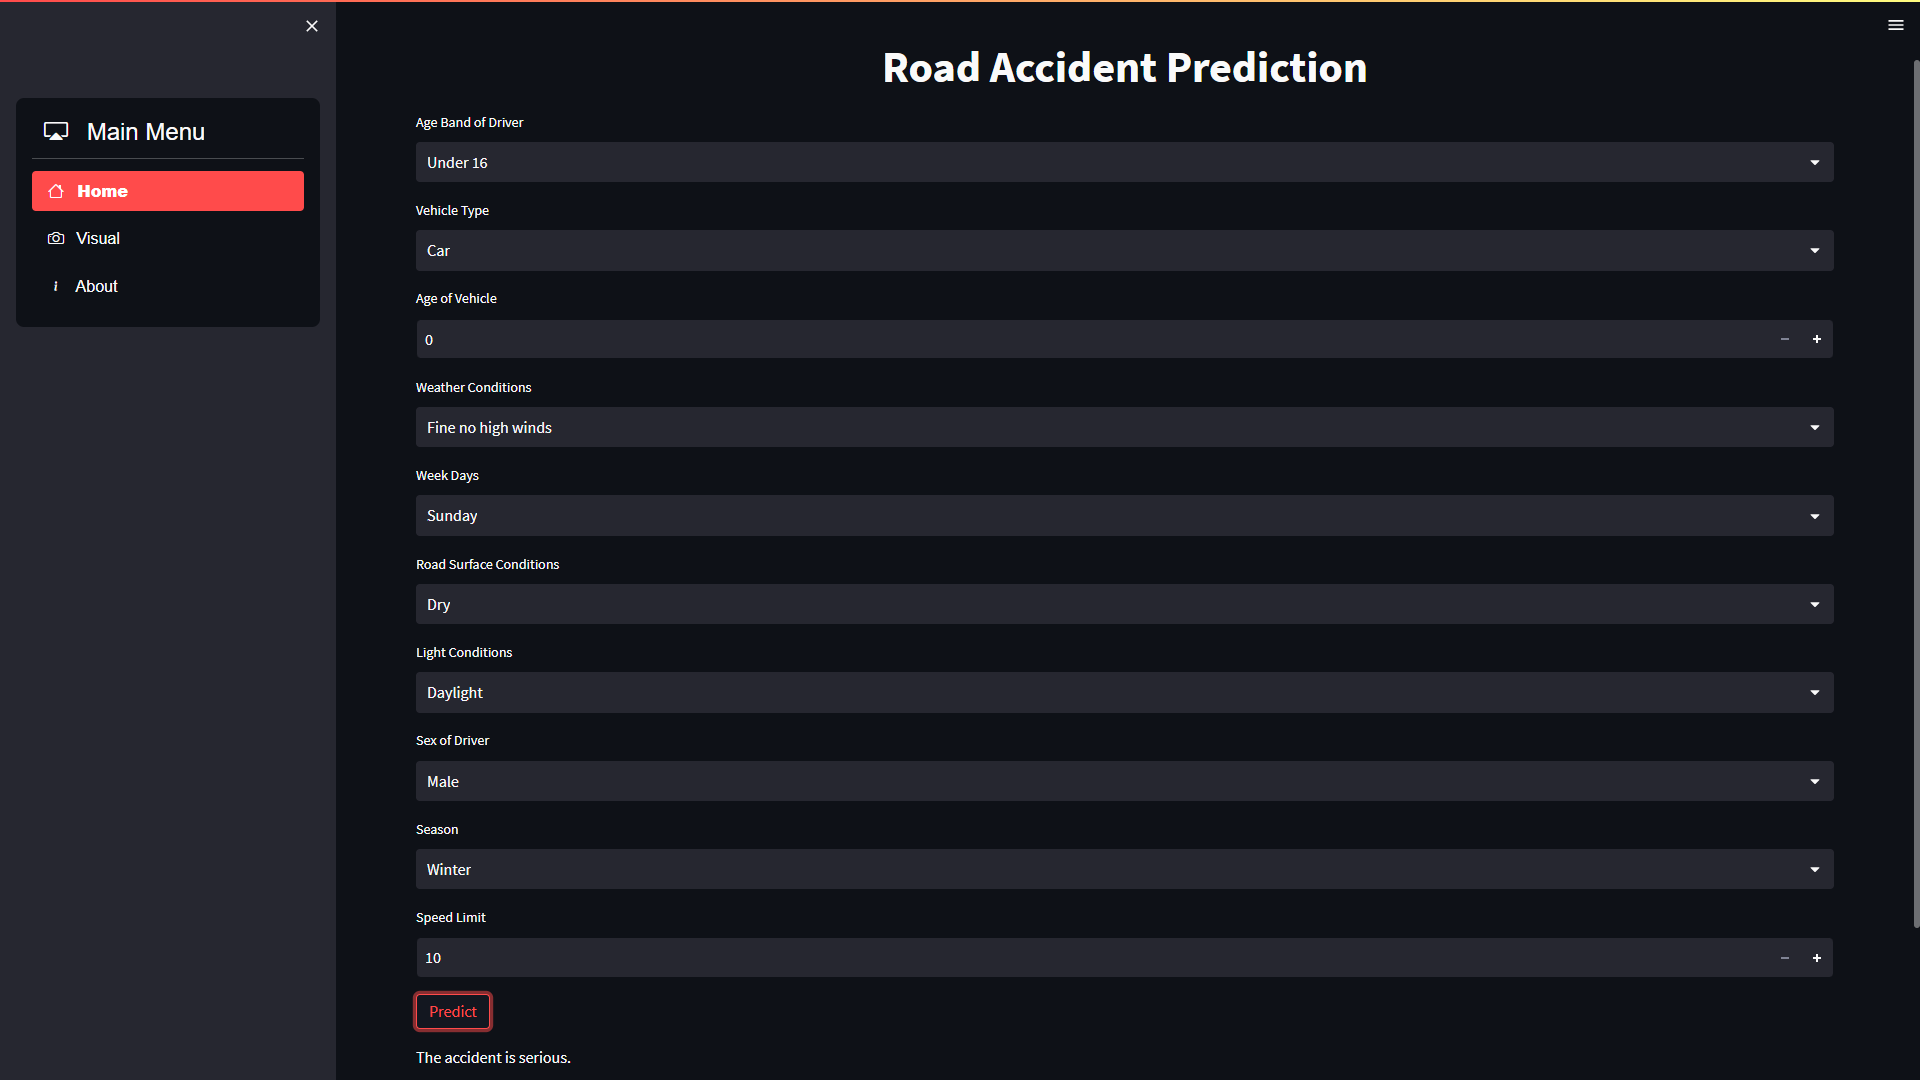 Main Menu
Home
Visual
About
Road Accident Prediction
Age Band of Driver
Under 16
Vehicle Type
Car
Age of Vehicle
0
Weather Conditions
Fine no high winds
Week Days
Sunday
Road Surface Conditions
Dry
Light Conditions
Daylight
Sex of Driver
Male
Season
Winter
Speed Limit
10
Predict
The accident is serious.